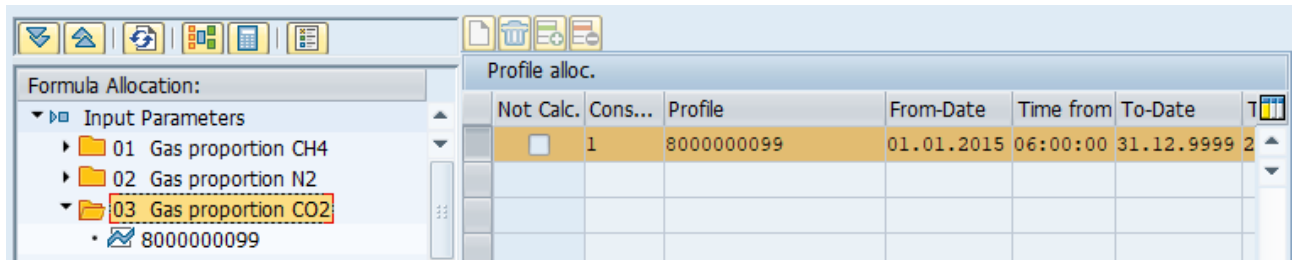 Formula Allocation:
Input Parameters
01 Gas proportion CH4
02 Gas proportion N2
03 Gas proportion CO2
8000000099
Profile alloc.
Not Calc. Cons... Profile From-Date Time from To-Date T
1 8000000099 01.01.2015 06:00:00 31.12.9999 2